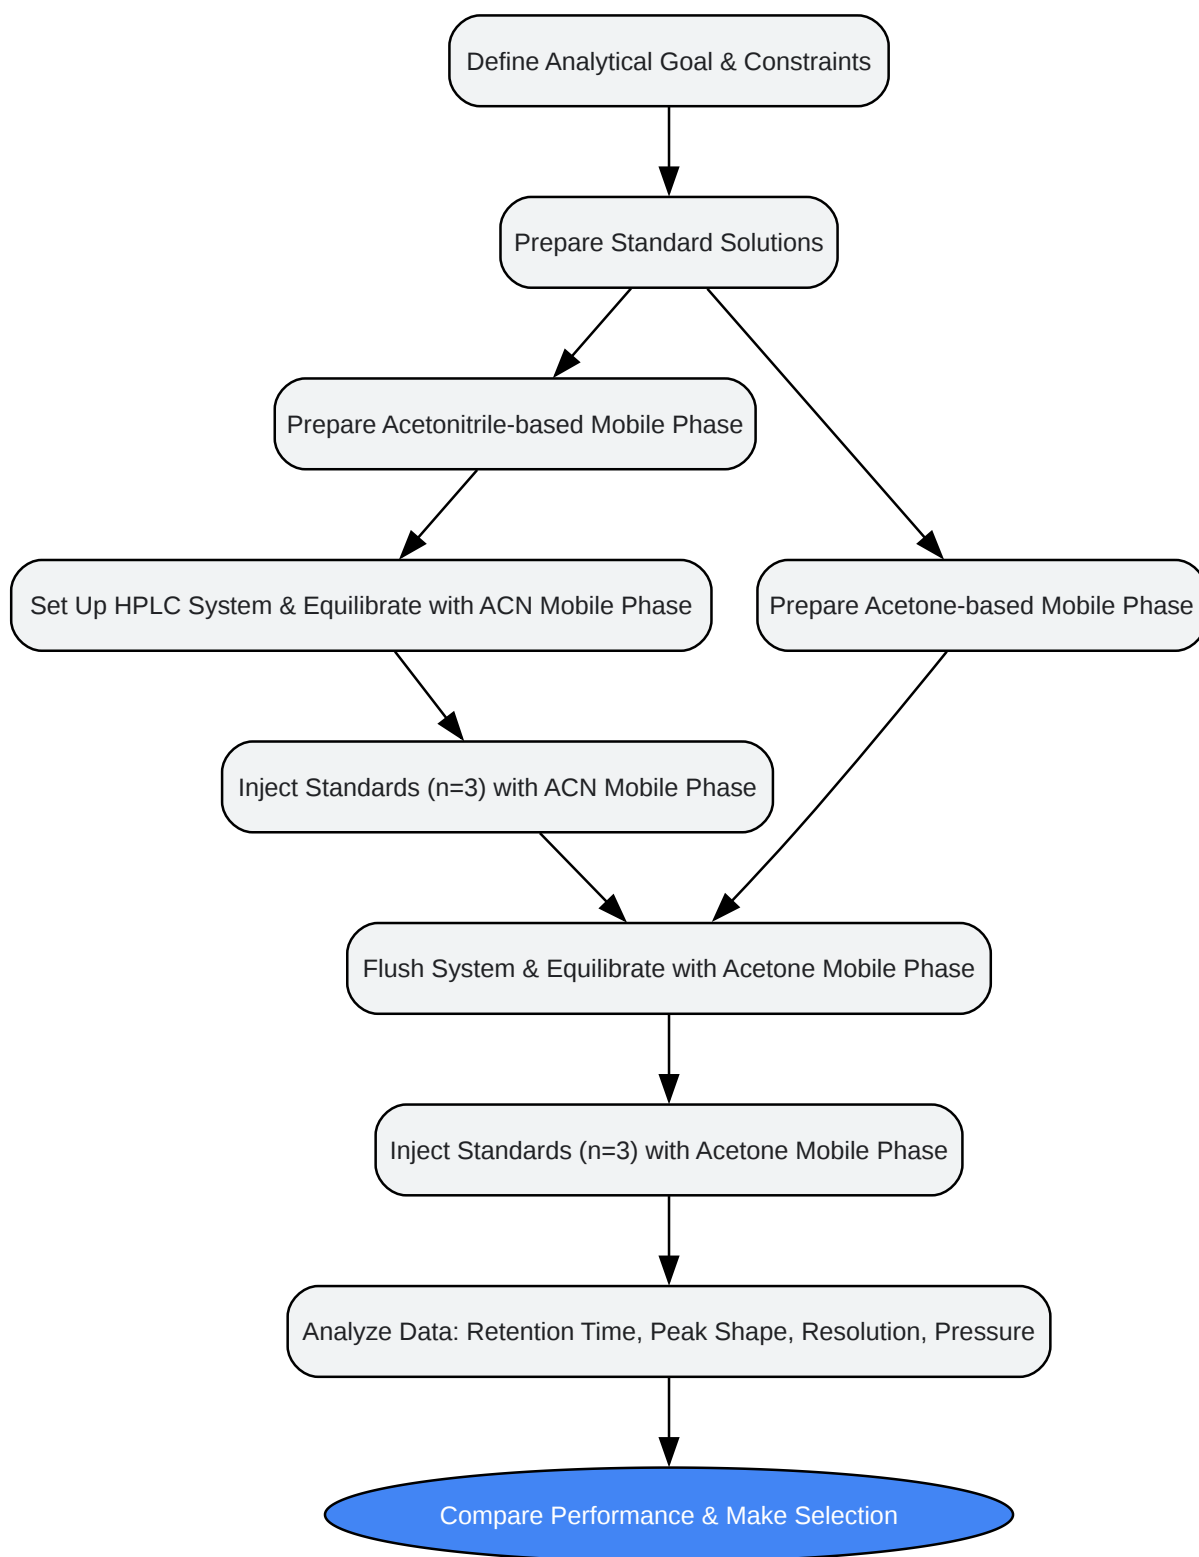 Define Analytical Goal & Constraints
Prepare Standard Solutions
Prepare Acetonitrile-based Mobile Phase
Set Up HPLC System & Equilibrate with ACN Mobile Phase
Prepare Acetone-based Mobile Phase
Inject Standards (n=3) with ACN Mobile Phase
Flush System & Equilibrate with Acetone Mobile Phase
Inject Standards (n=3) with Acetone Mobile Phase
Analyze Data: Retention Time, Peak Shape, Resolution, Pressure
Compare Performance & Make Selection